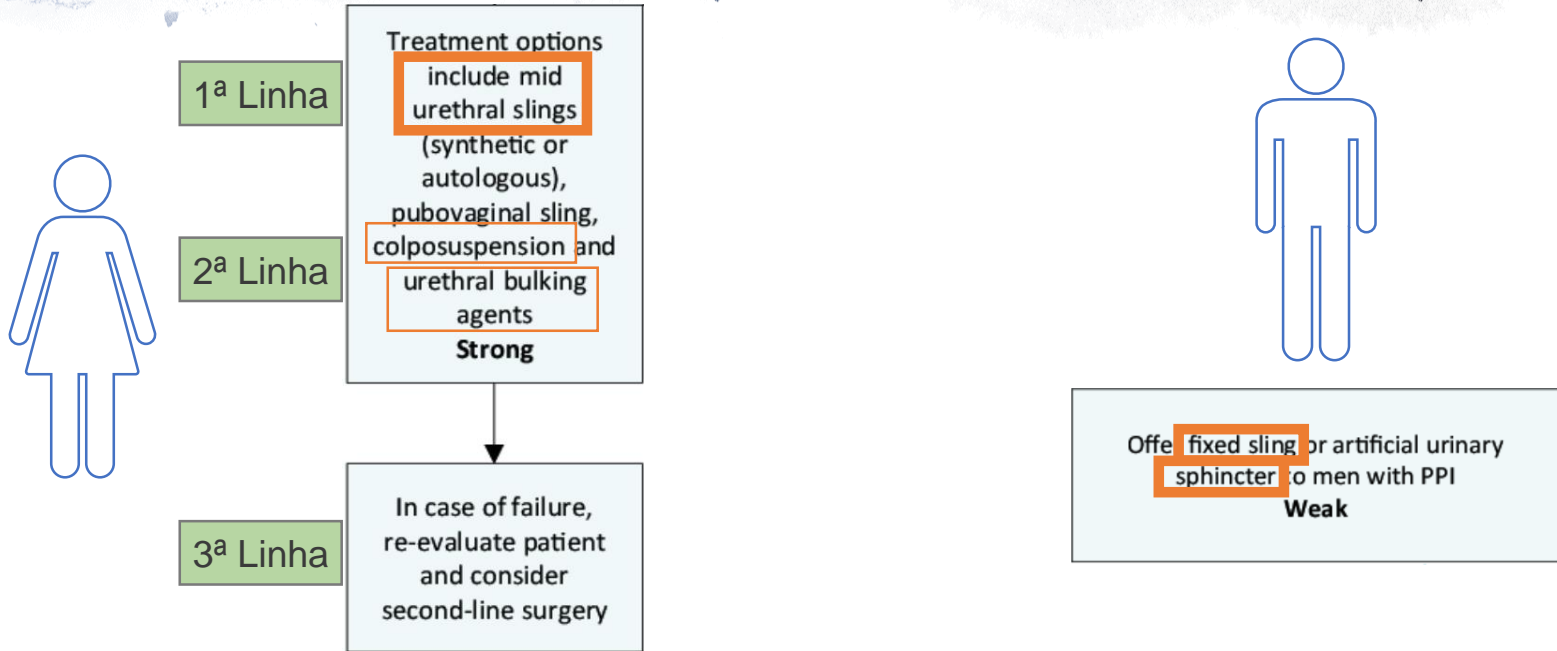 1ª Linha
2ª Linha
3ª Linha
Treatment options
include mid
urethral slings
(synthetic or
autologous),
pubovaginal sling,
colposuspension and
urethral bulking
agents
Strong
In case of failure,
re-evaluate patient
and consider
second-line surgery
Offe fixed sling or artificial urinary
sphincter to men with PPI
Weak